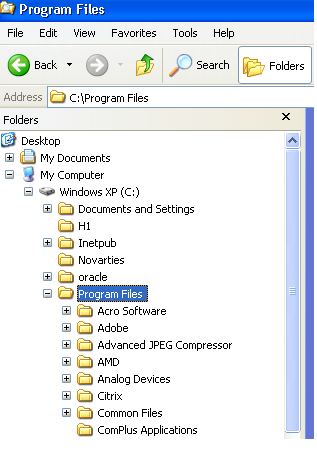 Program Files
File Edit View Favorites Tools Help
Back Search Folders
Address C:\Program Files
Folders
Desktop
My Documents
My Computer
Windows XP (C:)
Documents and Settings
H1
Inetpub
Novarties
oracle
Program Files
Acro Software
Adobe
Advanced JPEG Compressor
AMD
Analog Devices
Citrix
Common Files
ComPlus Applications